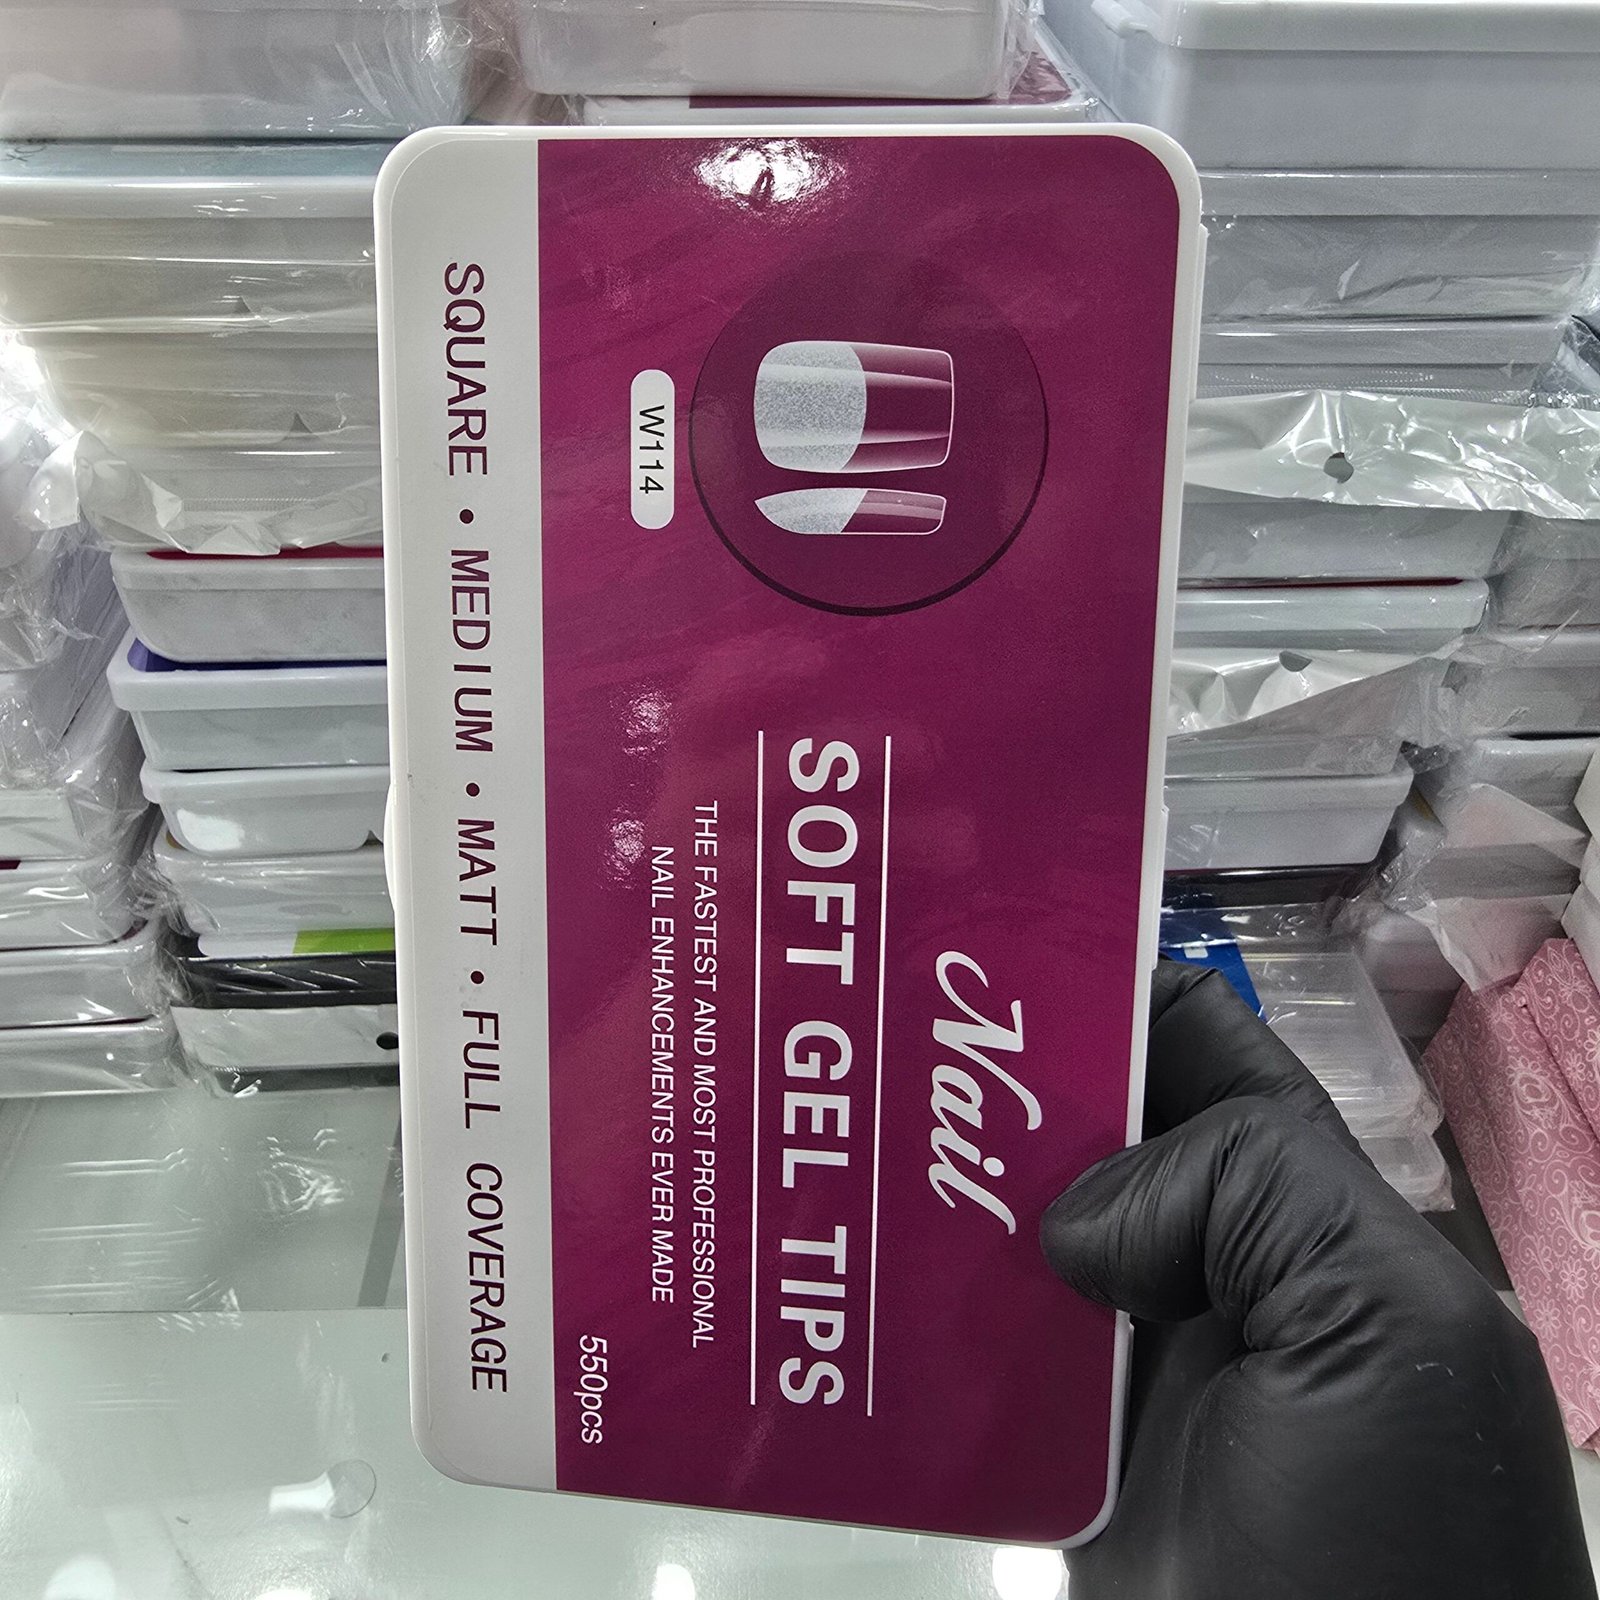 Nail
SOFT GEL TIPS
THE FASTEST AND MOST PROFESSIONAL
NAIL ENHANCEMENTS EVER MADE
W114
550pcs
SQUARE • MEDIUM • MATT • FULL COVERAGE